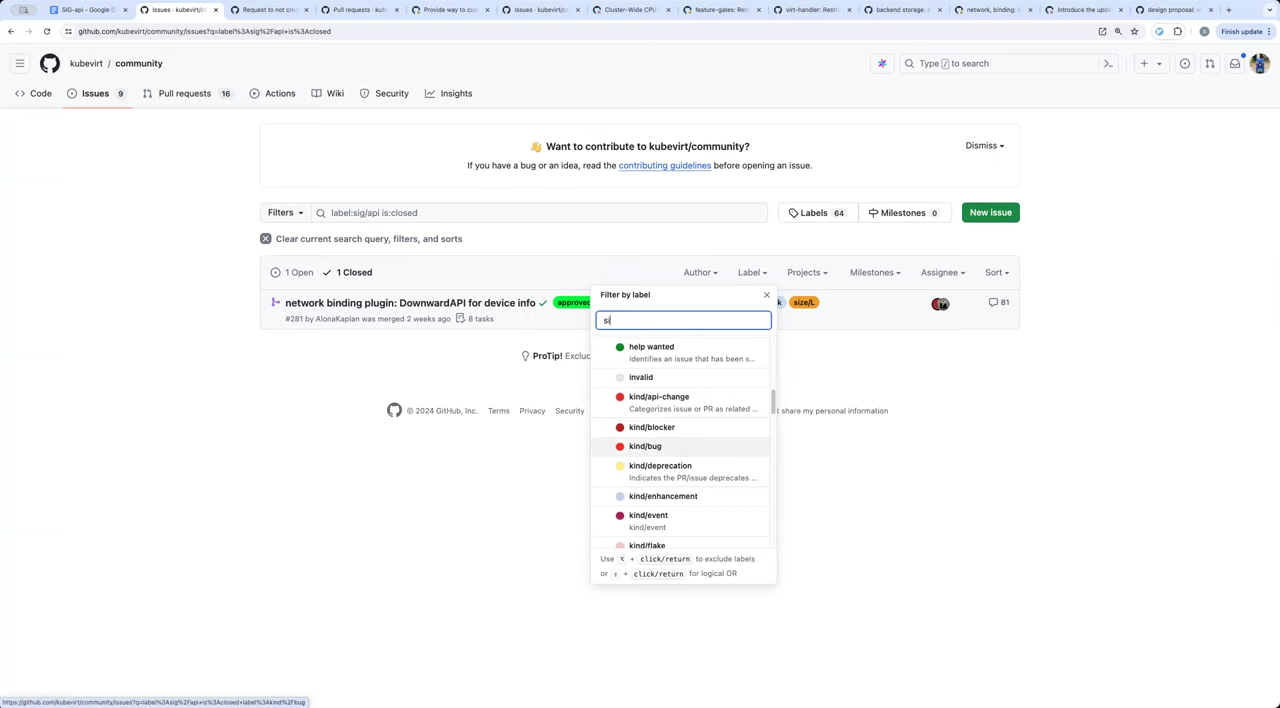 SIG-api - Google D
Issues · kubevirt/co
Request to not cre
Pull requests · kube
Provide way to cus
Issues · kubevirt/co
Cluster-Wide CPU
feature-gates: Ret
virt-handler: Restr
backend storage: s
network, binding: 
Introduce the upda
design proposal: v
github.com/kubevirt/community/issues?q=label%3Asig%2Fapi+is%3Aclosed
Finish update
kubevirt / community
Type / to search
Code
Issues 9
Pull requests 16
Actions
Wiki
Security
Insights
👋 Want to contribute to kubevirt/community?
Dismiss
If you have a bug or an idea, read the contributing guidelines before opening an issue.
Filters
label:sig/api is:closed
Labels 64
Milestones 0
New issue
Clear current search query, filters, and sorts
1 Open
1 Closed
Author
Label
Projects
Milestones
Assignee
Sort
network binding plugin: DownwardAPI for device info
approved
k
size/L
81
#281 by AlonaKaplan was merged 2 weeks ago
8 tasks
Filter by label
si
help wanted
Identifies an issue that has been s...
invalid
kind/api-change
Categorizes issue or PR as related ...
kind/blocker
kind/bug
kind/deprecation
Indicates the PR/issue deprecates ...
kind/enhancement
kind/event
kind/event
kind/flake
Use ⌥ + click/return to exclude labels
or ⇧ + click/return for logical OR
ProTip! Exclu
© 2024 GitHub, Inc.
Terms
Privacy
Security
t share my personal information
https://github.com/kubevirt/community/issues?q=label%3Asig%2Fapi+is%3Aclosed+label%3Akind%2Fbug